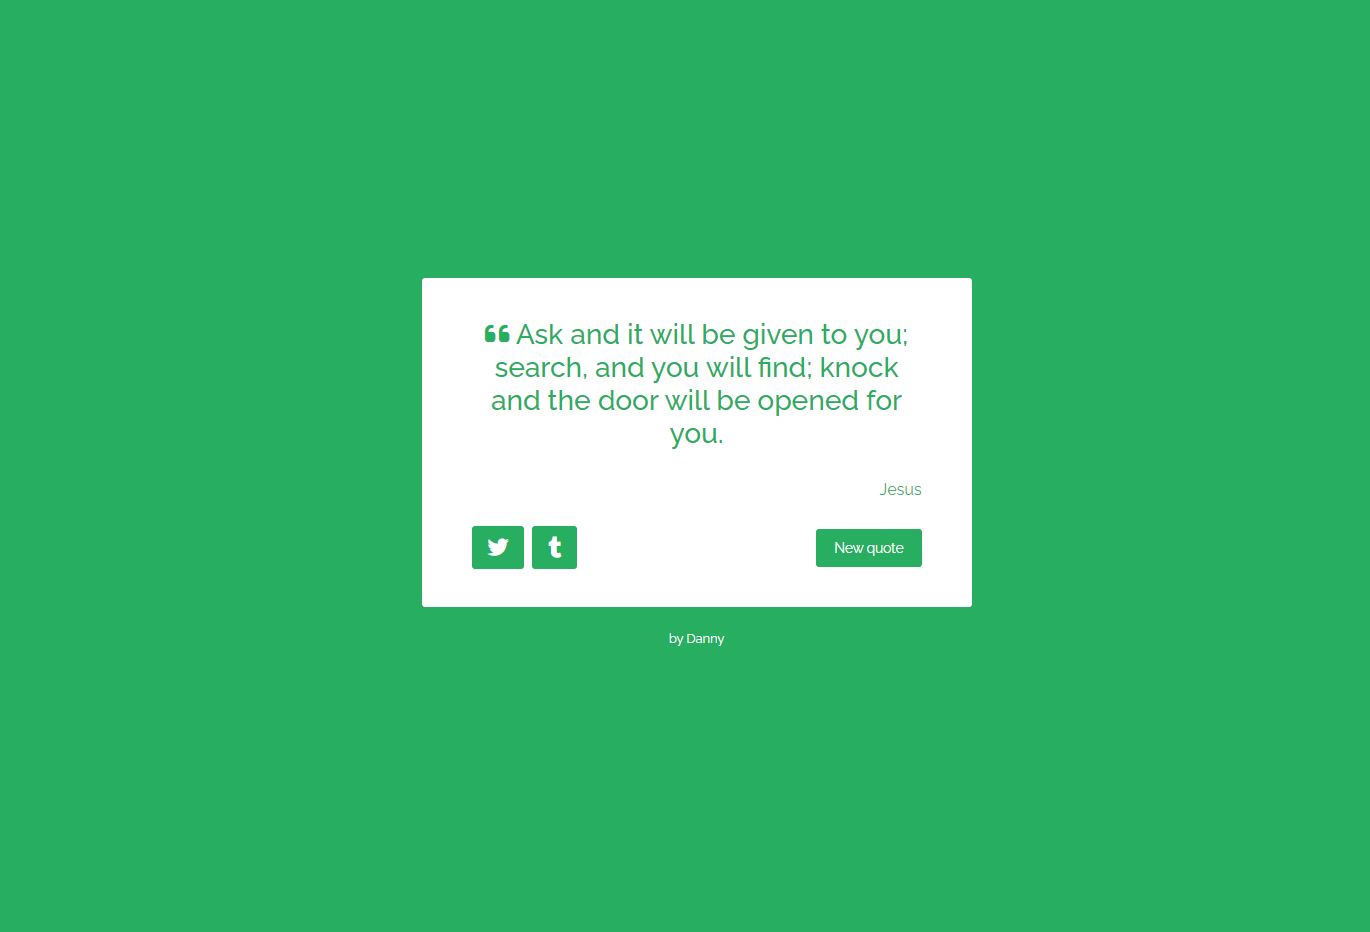 Ask and it will be given to you;
search, and you will find; knock
and the door will be opened for
you.
Jesus
New quote
by Danny